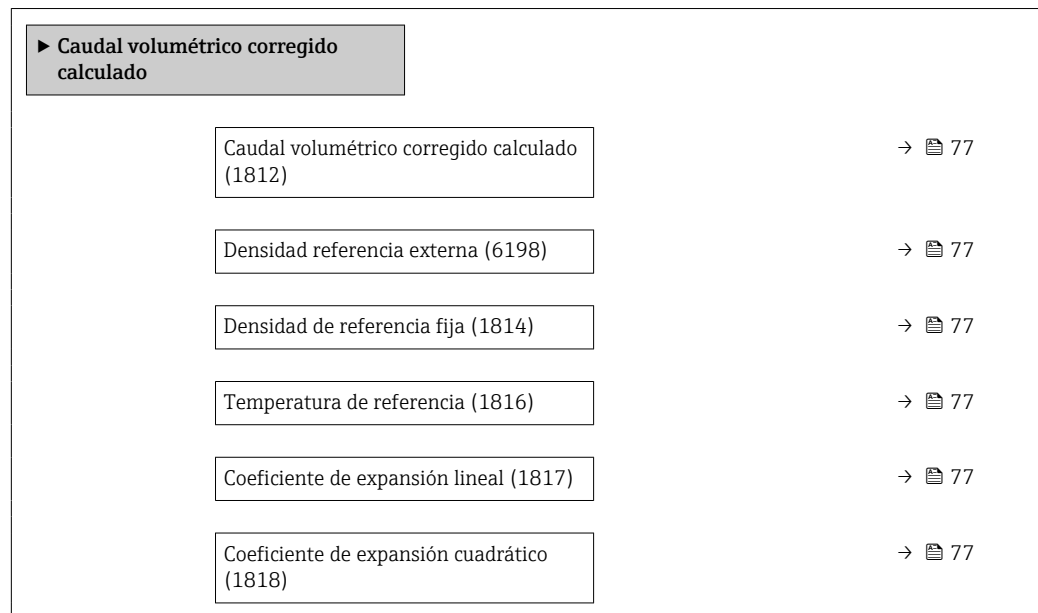 ▶ Caudal volumétrico corregido
calculado
Caudal volumétrico corregido calculado → 77
(1812)
Densidad referencia externa (6198) → 77
Densidad de referencia fija (1814) → 77
Temperatura de referencia (1816) → 77
Coeficiente de expansión lineal (1817) → 77
Coeficiente de expansión cuadrático → 77
(1818)